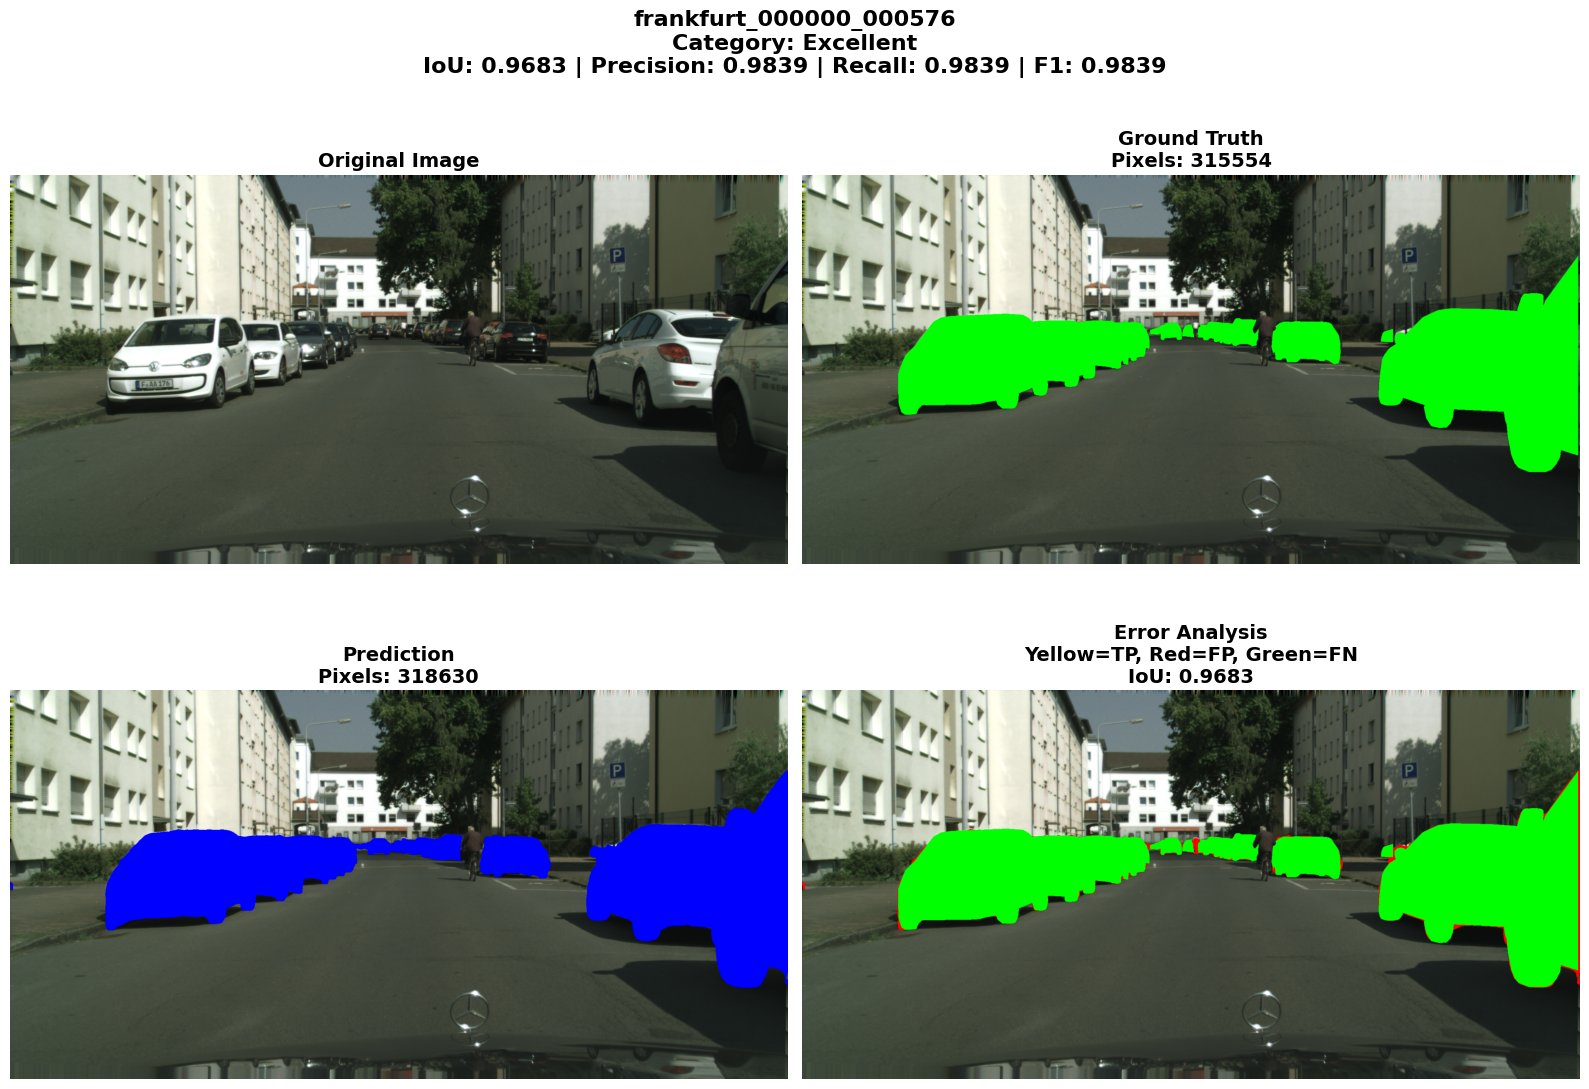 frankfurt_000000_000576
Category: Excellent
IoU: 0.9683 | Precision: 0.9839 | Recall: 0.9839 | F1: 0.9839
Original Image
Ground Truth
Pixels: 315554
P
P
Prediction
Pixels: 318630
Error Analysis
Yellow=TP, Red=FP, Green=FN
IoU: 0.9683
P
P